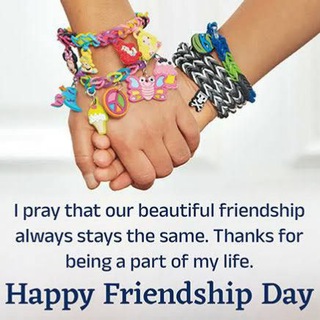 I pray that our beautiful friendship
always stays the same. Thanks for
being a part of my life.
Happy Friendship Day